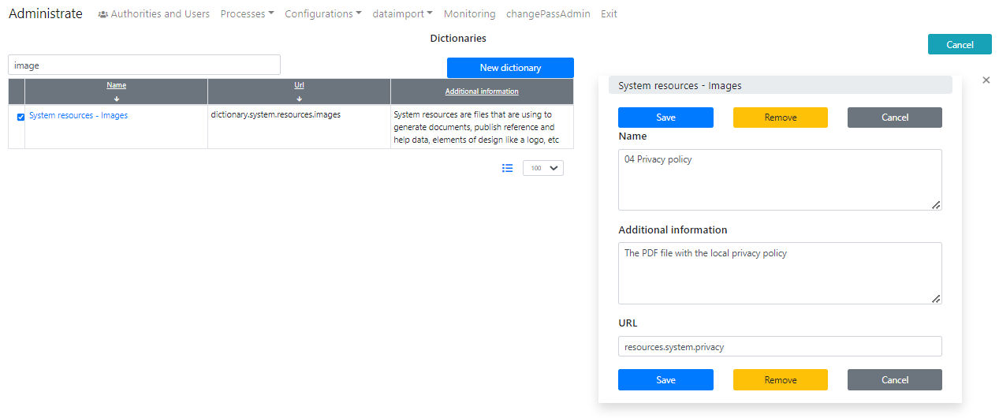 Administrate Authorities and Users Processes Configurations dataimport Monitoring changePassAdmin Exit
Dictionaries
Cancel
image
New dictionary
Name Url Additional information
System resources - Images dictionary.system.resources.images System resources are files that are using to
generate documents, publish reference and
help data, elements of design like a logo, etc
100
System resources - Images
Save Remove Cancel
Name
04 Privacy policy
Additional information
The PDF file with the local privacy policy
URL
resources.system.privacy
Save Remove Cancel